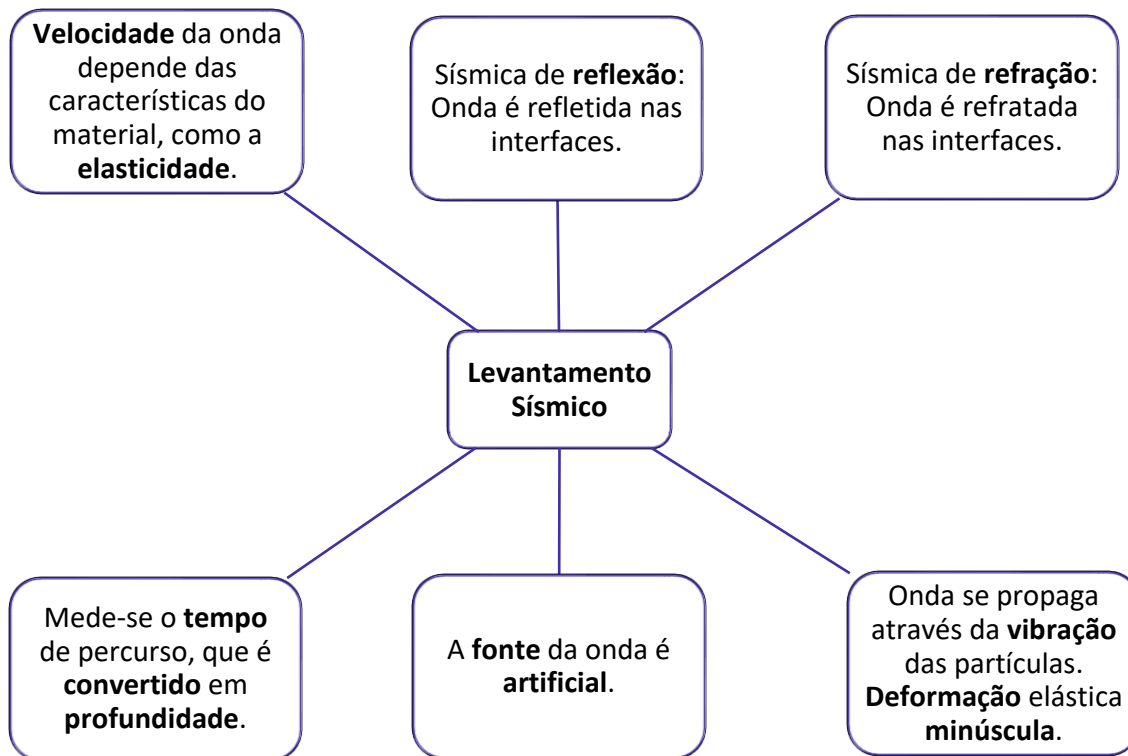 Velocidade da onda
depende das
características do
material, como a
elasticidade.
Sísmica de reflexão:
Onda é refletida nas
interfaces.
Sísmica de refração:
Onda é refratada
nas interfaces.
Levantamento
Sísmico
Mede-se o tempo
de percurso, que é
convertido em
profundidade.
A fonte da onda é
artificial.
Onda se propaga
através da vibração
das partículas.
Deformação elástica
minúscula.